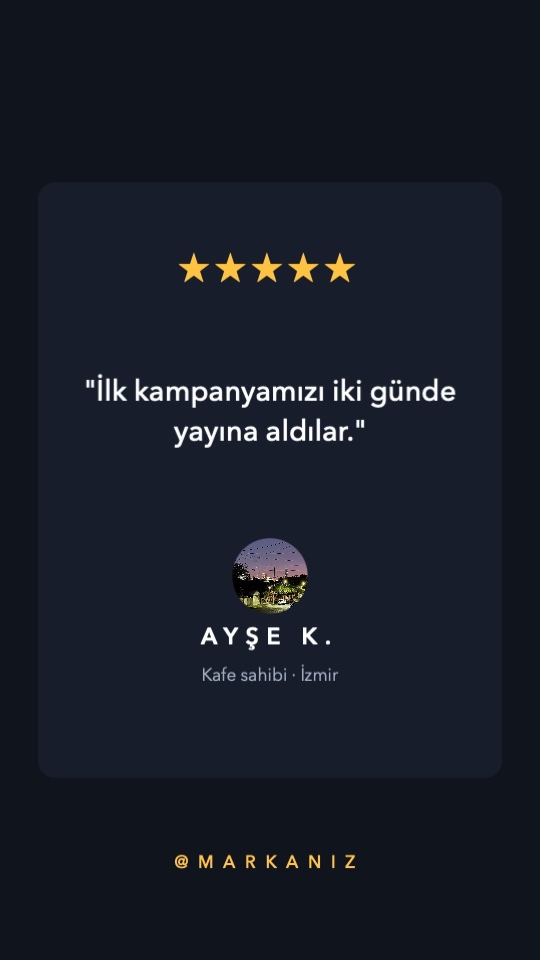 ★★★★★
"İlk kampanyamızı iki günde
yayına aldılar."
AYŞE K.
Kafe sahibi · İzmir
@MARKANIZ